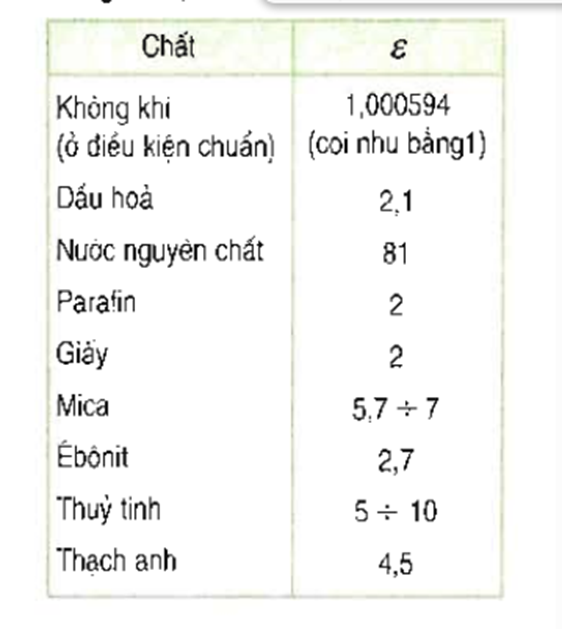 Chất ε
Không khí 1,000594
(ở điều kiện chuẩn) (coi như bằng1)
Dầu hoả 2,1
Nước nguyên chất 81
Parafin 2
Giấy 2
Mica 5,7 ÷ 7
Êbônit 2,7
Thuỷ tinh 5 ÷ 10
Thạch anh 4,5